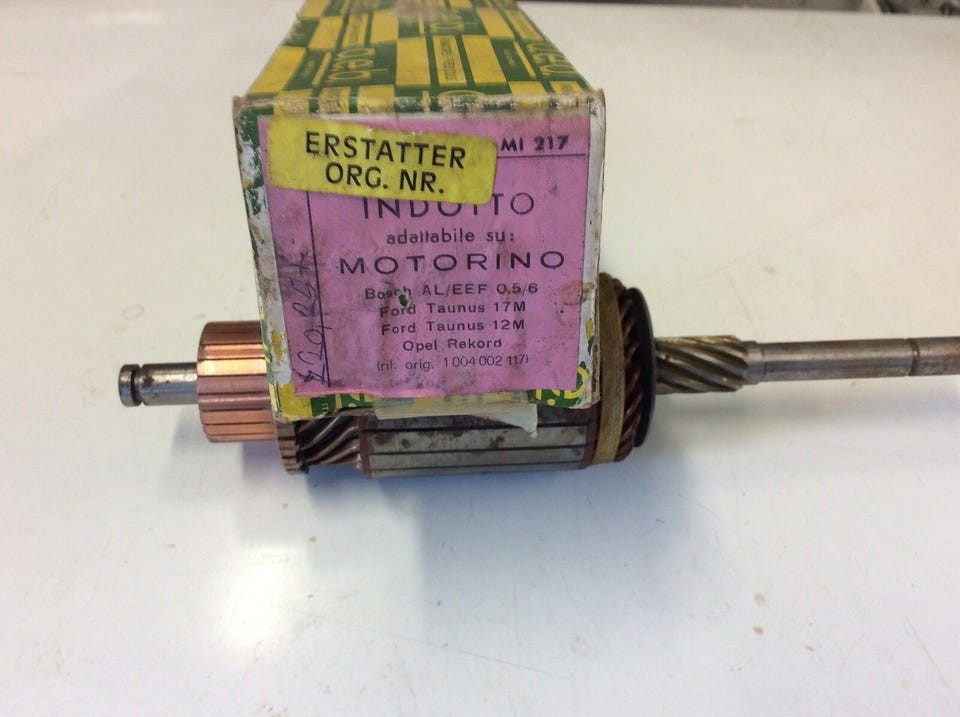 ERSTATTER
ORG. NR.
MI 217
INDOTTO
adattabile su:
MOTORINO
Bosch AL/EEF 0,5/6
Ford Taunus 17M
Ford Taunus 12M
Opel Rekord
(rif. orig. 1 004 002 117)